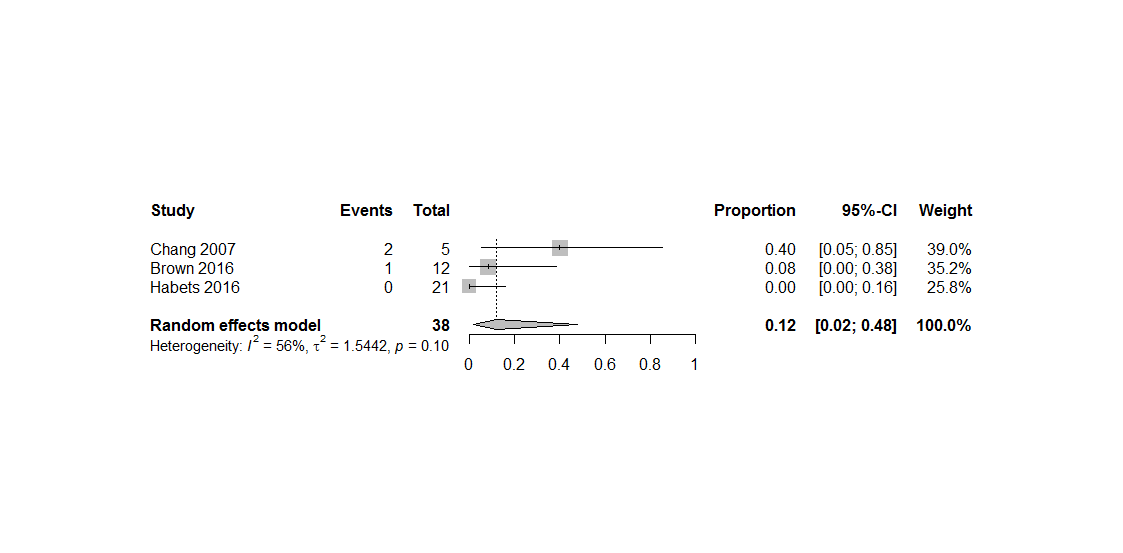 Study Events Total Proportion 95%-CI Weight
Chang 2007 2 5 0.40 [0.05; 0.85] 39.0%
Brown 2016 1 12 0.08 [0.00; 0.38] 35.2%
Habets 2016 0 21 0.00 [0.00; 0.16] 25.8%
Random effects model 38 0.12 [0.02; 0.48] 100.0%
Heterogeneity: I² = 56%, τ² = 1.5442, p = 0.10
0 0.2 0.4 0.6 0.8 1